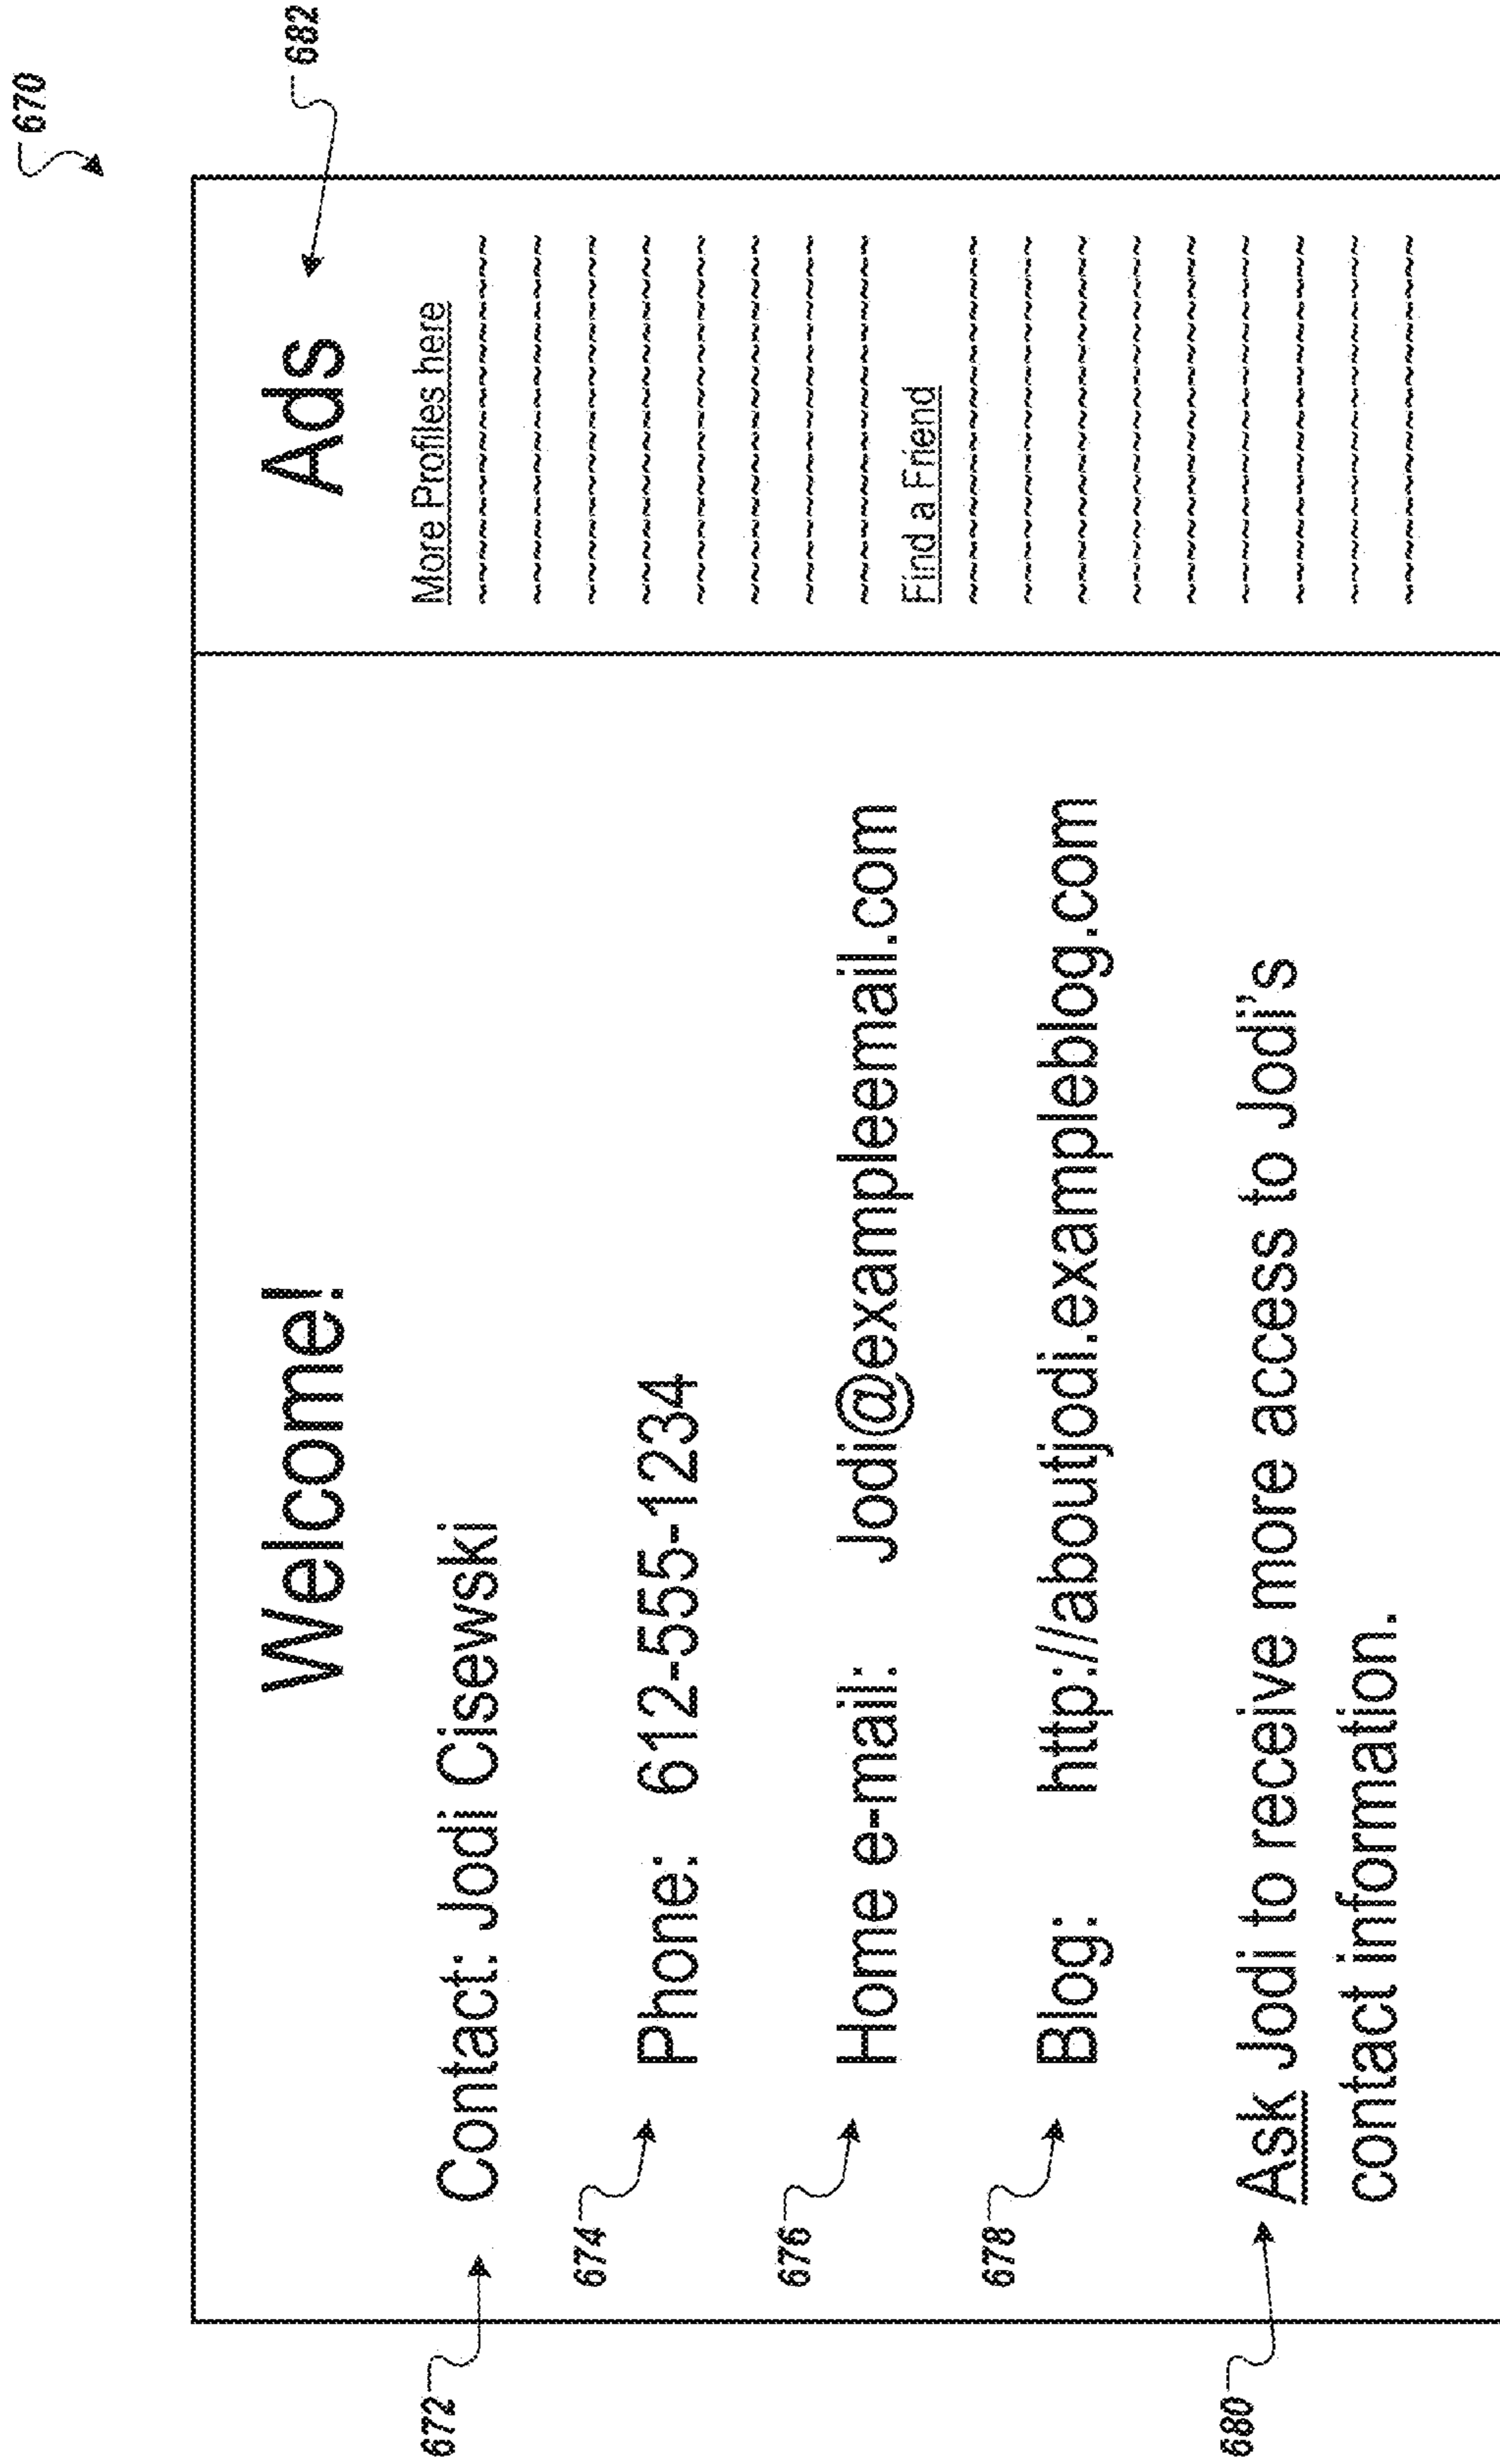 670
682
Welcome!
672 Contact: Jodi Cisewski
674 Phone: 612-555-1234
676 Home e-mail: Jodi@exampleemail.com
678 Blog: http://aboutjodi.exampleblog.com
680 Ask Jodi to receive more access to Jodi's
contact information.
Ads
More Profiles here
Find a Friend